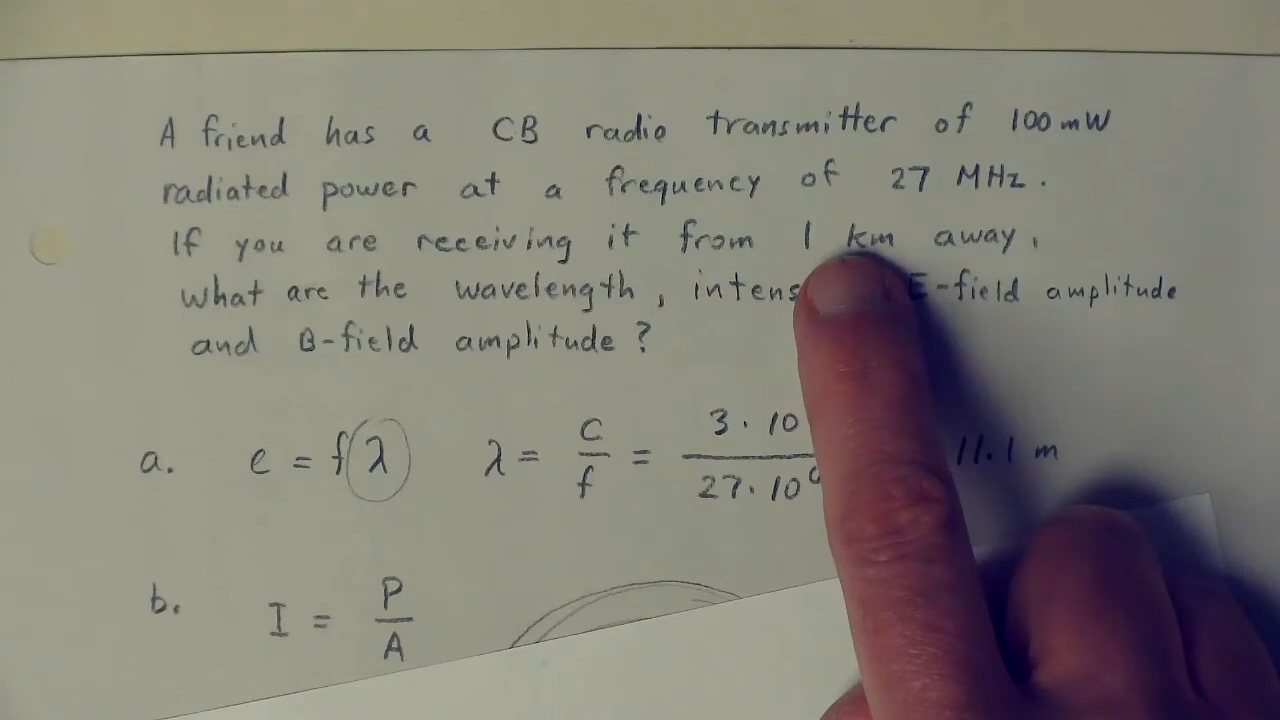 A friend has a CB radio transmitter of 100 mW
radiated power at a frequency of 27 MHz.
If you are receiving it from 1 km away,
What are the wavelength, E-field amplitude
and B-field amplitude?
a. c = fλ λ = c/f = 3·10 / 27·10 11.1 m
b. I = P/A